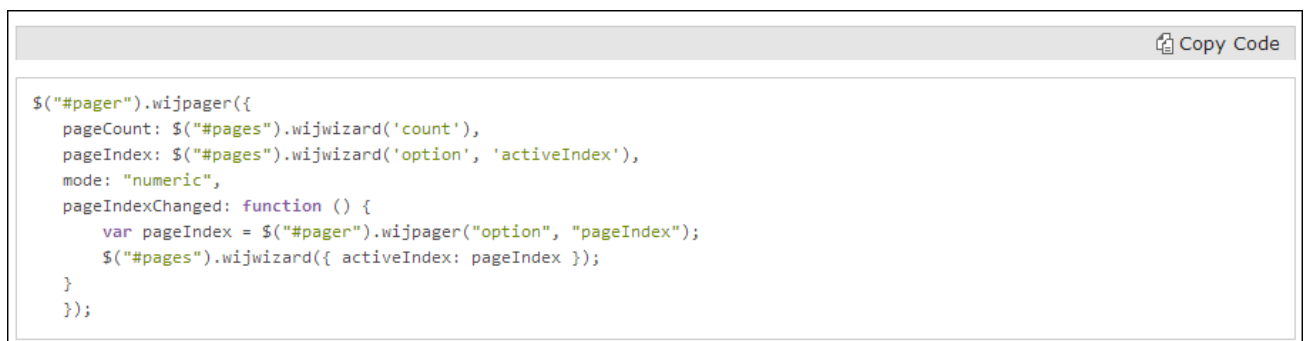 Copy Code
$("#pager").wijpager({
   pageCount: $("#pages").wijwizard('count'),
   pageIndex: $("#pages").wijwizard('option', 'activeIndex'),
   mode: "numeric",
   pageIndexChanged: function () {
       var pageIndex = $("#pager").wijpager("option", "pageIndex");
       $("#pages").wijwizard({ activeIndex: pageIndex });
   }
   });